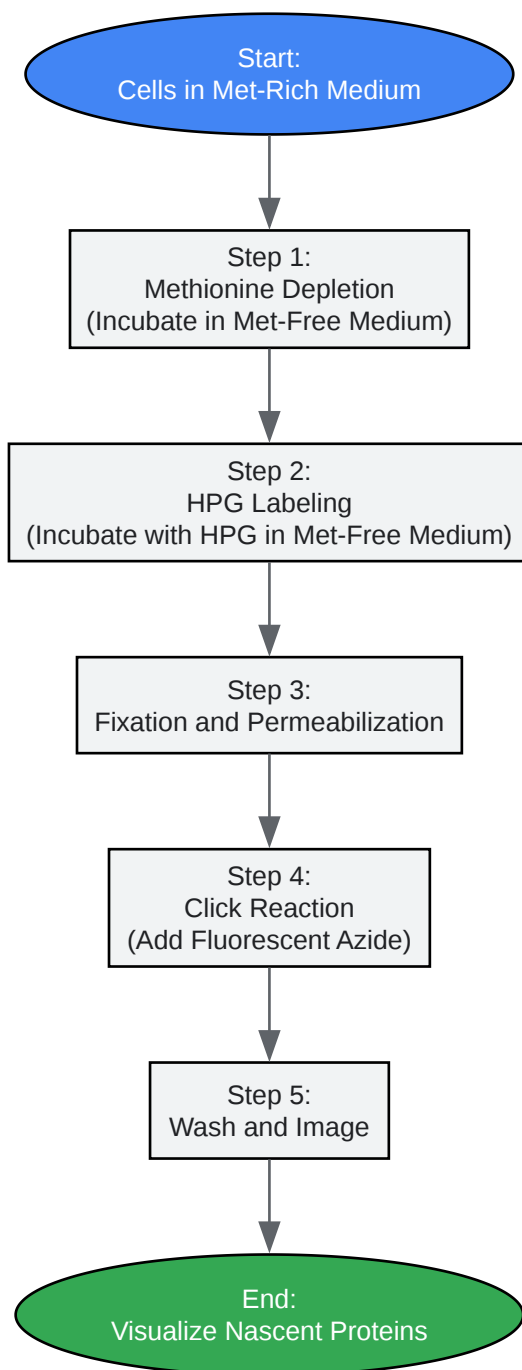 Start:
Cells in Met-Rich Medium
Step 1:
Methionine Depletion
(Incubate in Met-Free Medium)
Step 2:
HPG Labeling
(Incubate with HPG in Met-Free Medium)
Step 3:
Fixation and Permeabilization
Step 4:
Click Reaction
(Add Fluorescent Azide)
Step 5:
Wash and Image
End:
Visualize Nascent Proteins